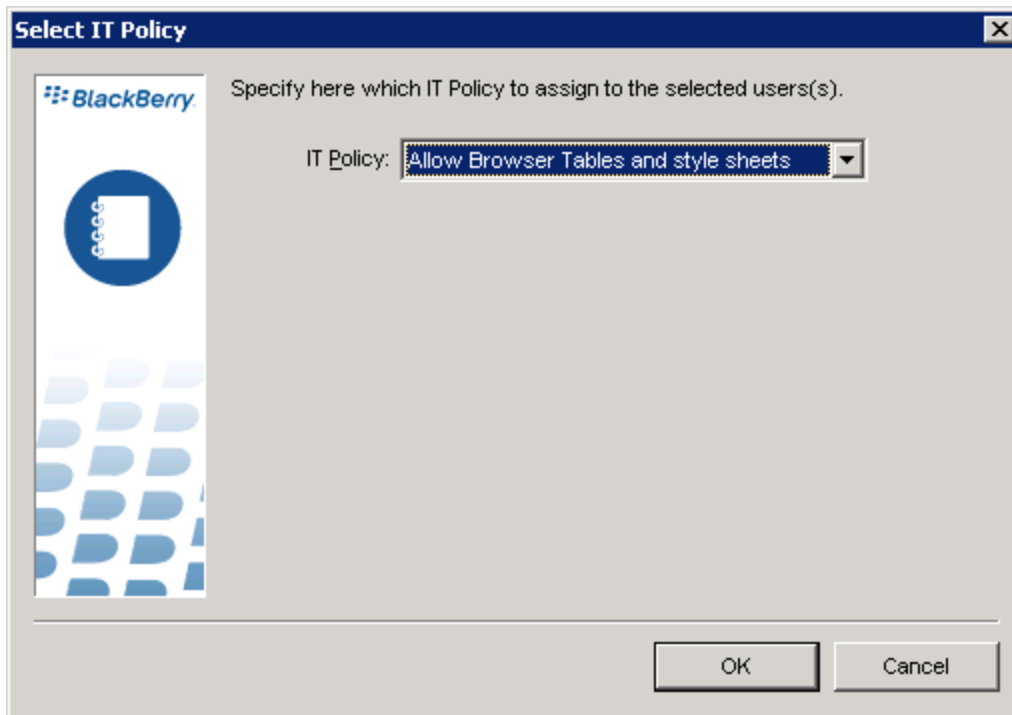 Select IT Policy
BlackBerry
Specify here which IT Policy to assign to the selected users(s).
IT Policy: Allow Browser Tables and style sheets
OK Cancel